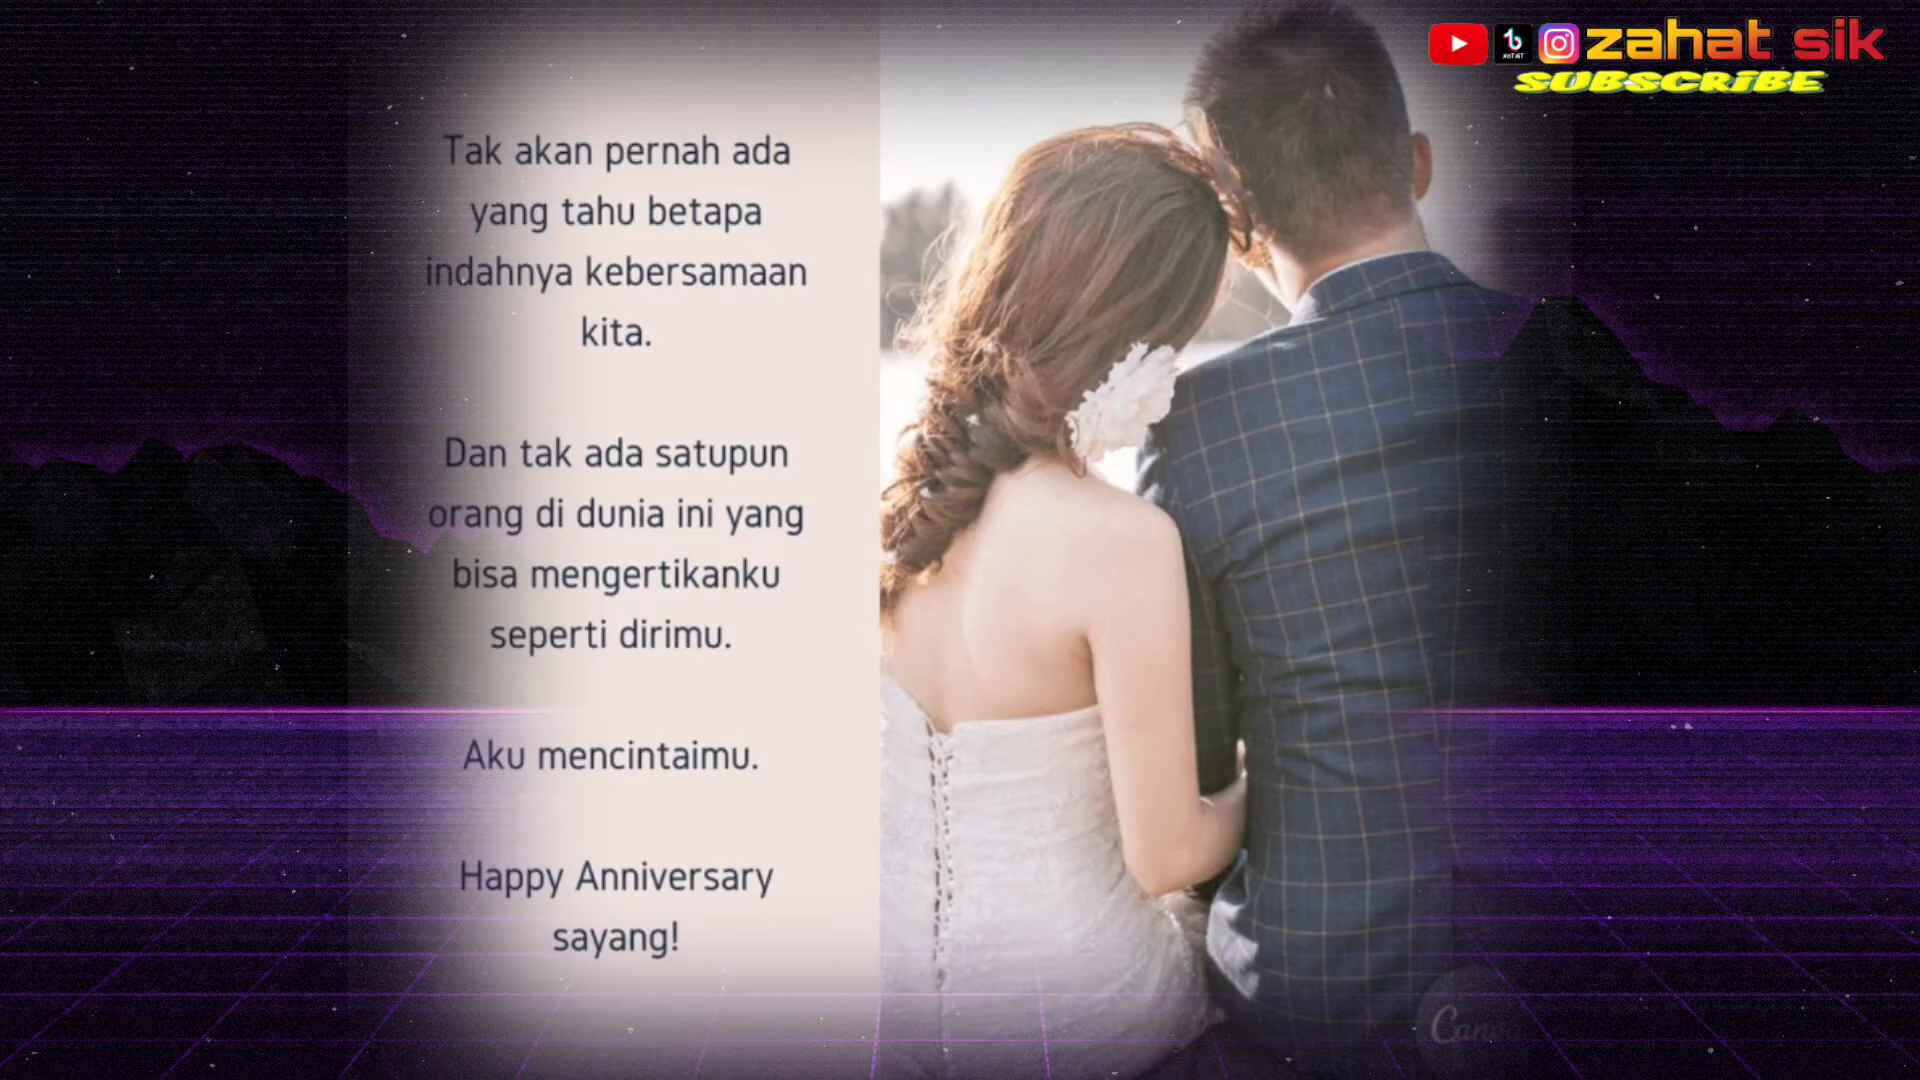 zahat sik
SUBSCRiBE
Tak akan pernah ada
yang tahu betapa
indahnya kebersamaan
kita.
Dan tak ada satupun
orang di dunia ini yang
bisa mengertikanku
seperti dirimu.
Aku mencintaimu.
Happy Anniversary
sayang!
Canva